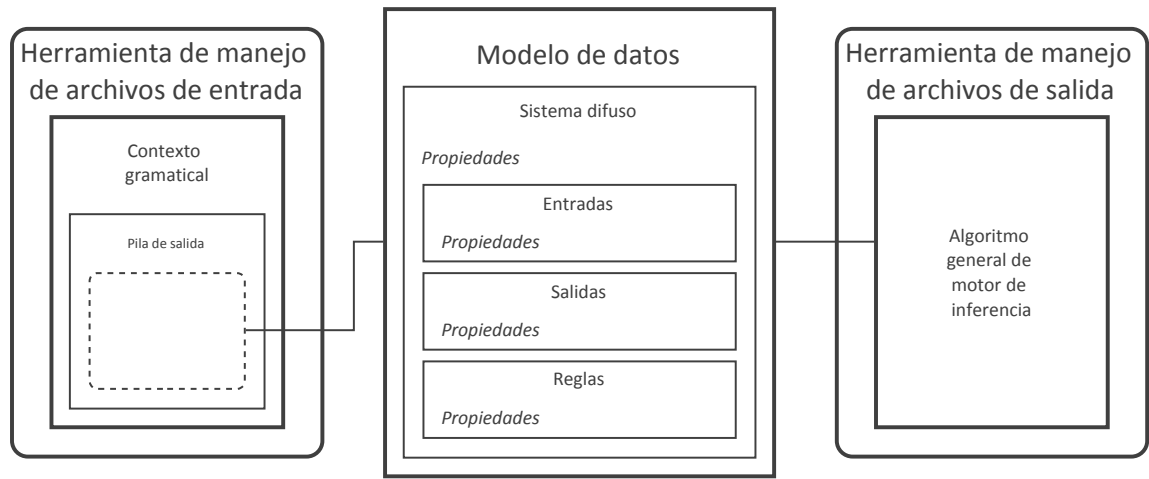 Herramienta de manejo
de archivos de entrada
Contexto
gramatical
Pila de salida
Modelo de datos
Sistema difuso
Propiedades
Entradas
Propiedades
Salidas
Propiedades
Reglas
Propiedades
Herramienta de manejo
de archivos de salida
Algoritmo
general de
motor de
inferencia